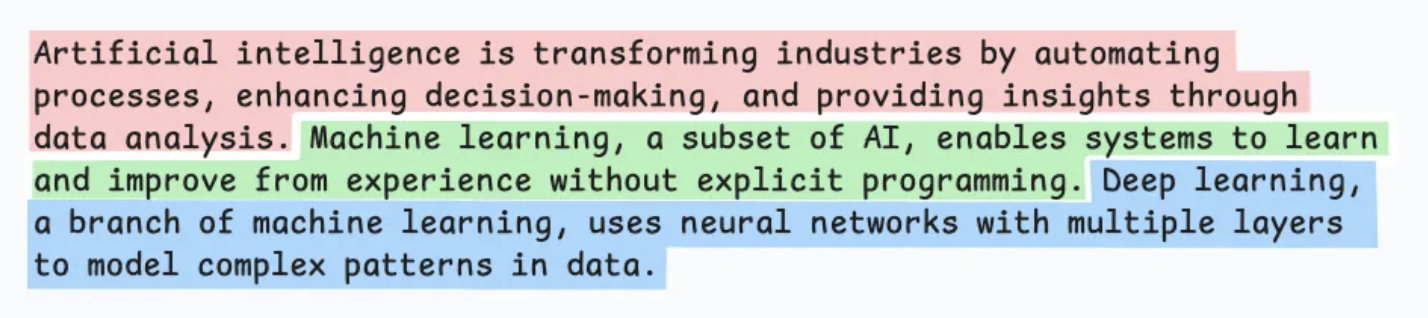 Artificial intelligence is transforming industries by automating
processes, enhancing decision-making, and providing insights through
data analysis. Machine learning, a subset of AI, enables systems to learn
and improve from experience without explicit programming. Deep learning,
a branch of machine learning, uses neural networks with multiple layers
to model complex patterns in data.